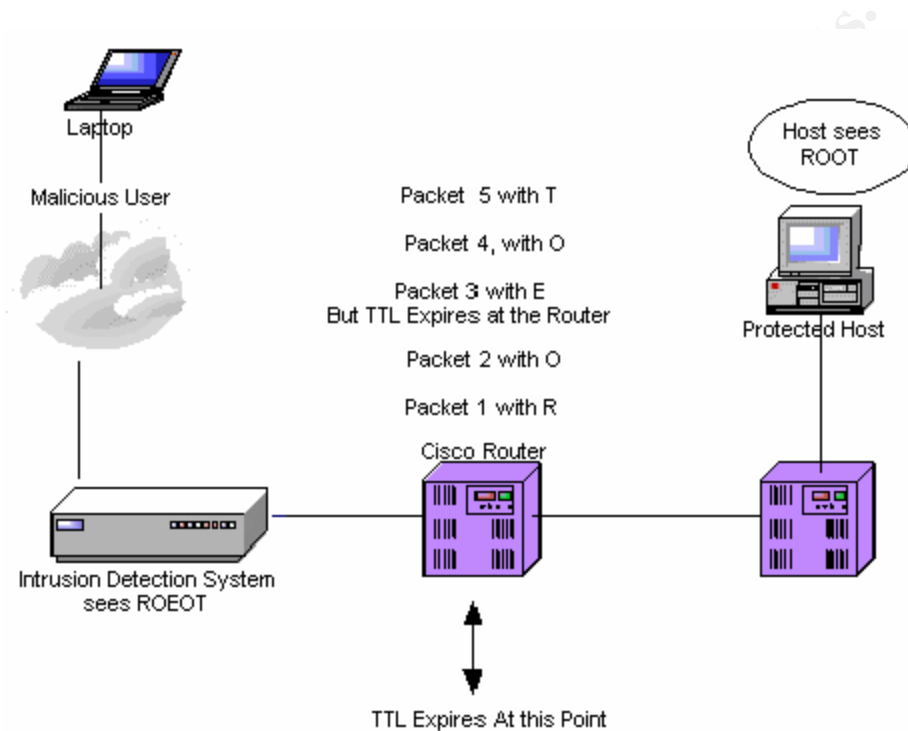 Laptop
Malicious User
Host sees
ROOT
Packet 5 with T
Packet 4, with O
Packet 3 with E
But TTL Expires at the Router
Packet 2 with O
Packet 1 with R
Protected Host
Cisco Router
Intrusion Detection System
sees ROEOT
TTL Expires At this Point